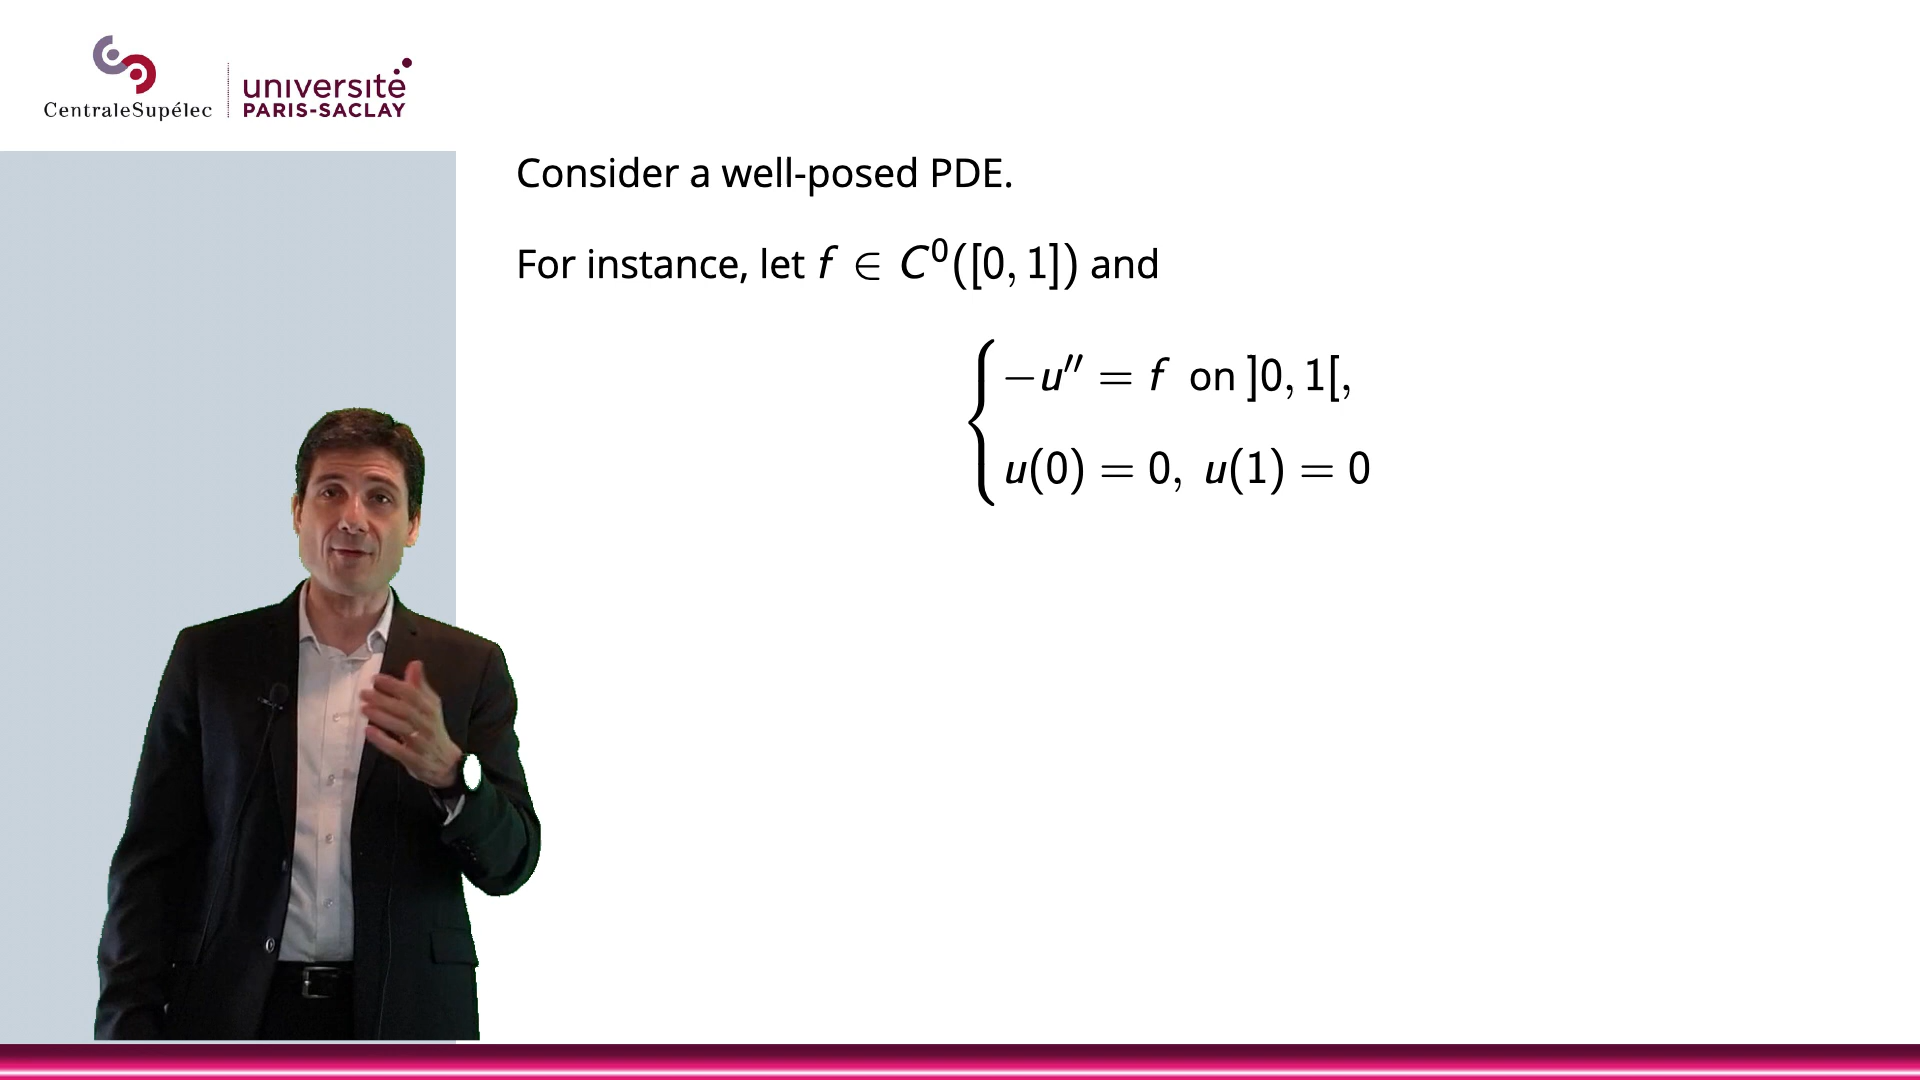 CentraleSupélec
université
PARIS-SACLAY
Consider a well-posed PDE.
For instance, let f ∈ C⁰([0, 1]) and
−u″ = f on ]0, 1[,
u(0) = 0, u(1) = 0